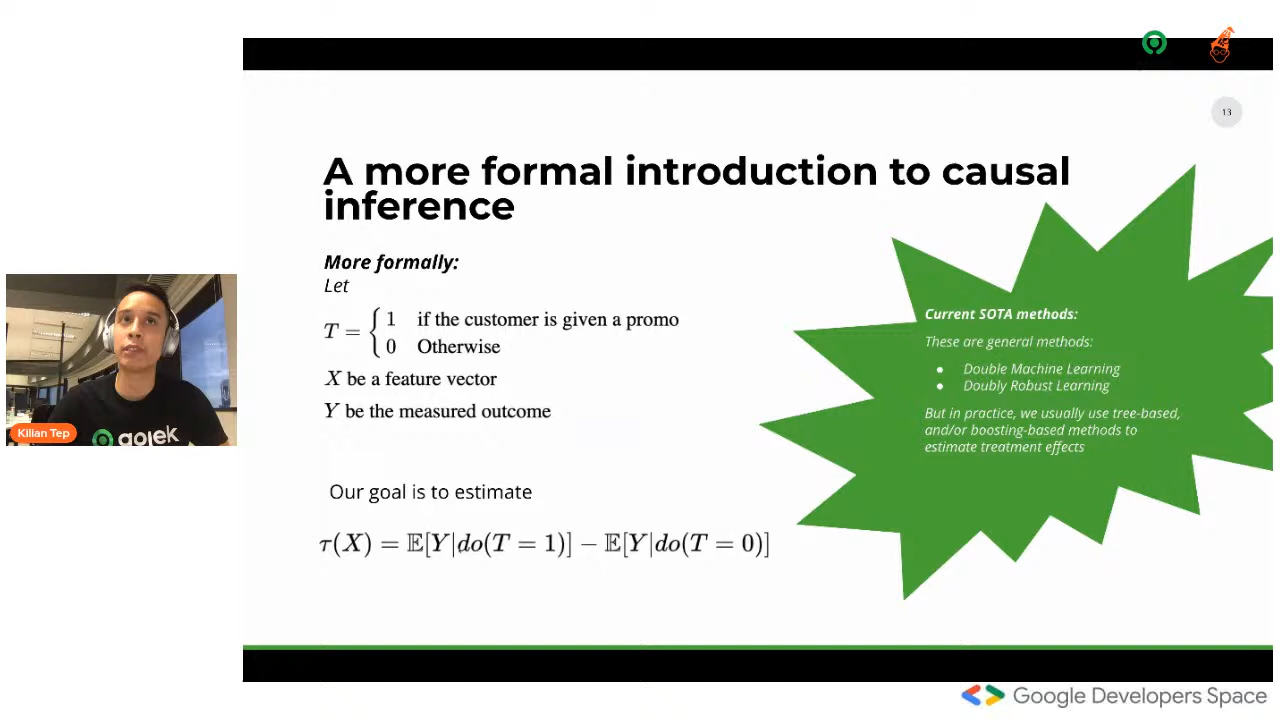 13
A more formal introduction to causal
inference
More formally:
Let
T = { 1 if the customer is given a promo
0 Otherwise
X be a feature vector
Y be the measured outcome
Our goal is to estimate
τ(X) = 𝔼[Y|do(T = 1)] − 𝔼[Y|do(T = 0)]
Current SOTA methods:
These are general methods:
● Double Machine Learning
● Doubly Robust Learning
But in practice, we usually use tree-based,
and/or boosting-based methods to
estimate treatment effects
gojek
Kilian Tep
Google Developers Space